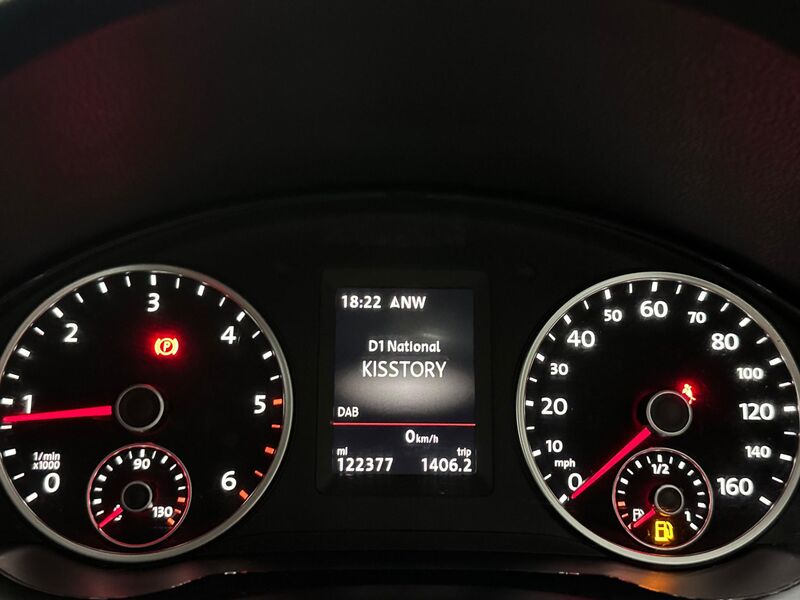 18:22 ANW
D1 National
KISSTORY
DAB
0 km/h
mi trip
122377 1406.2
0 1 2 3 4 5 6
1/min
x1000
90
130
0 10 20 30 40 50 60 70 80 100 120 140 160
mph
1/2
1
P